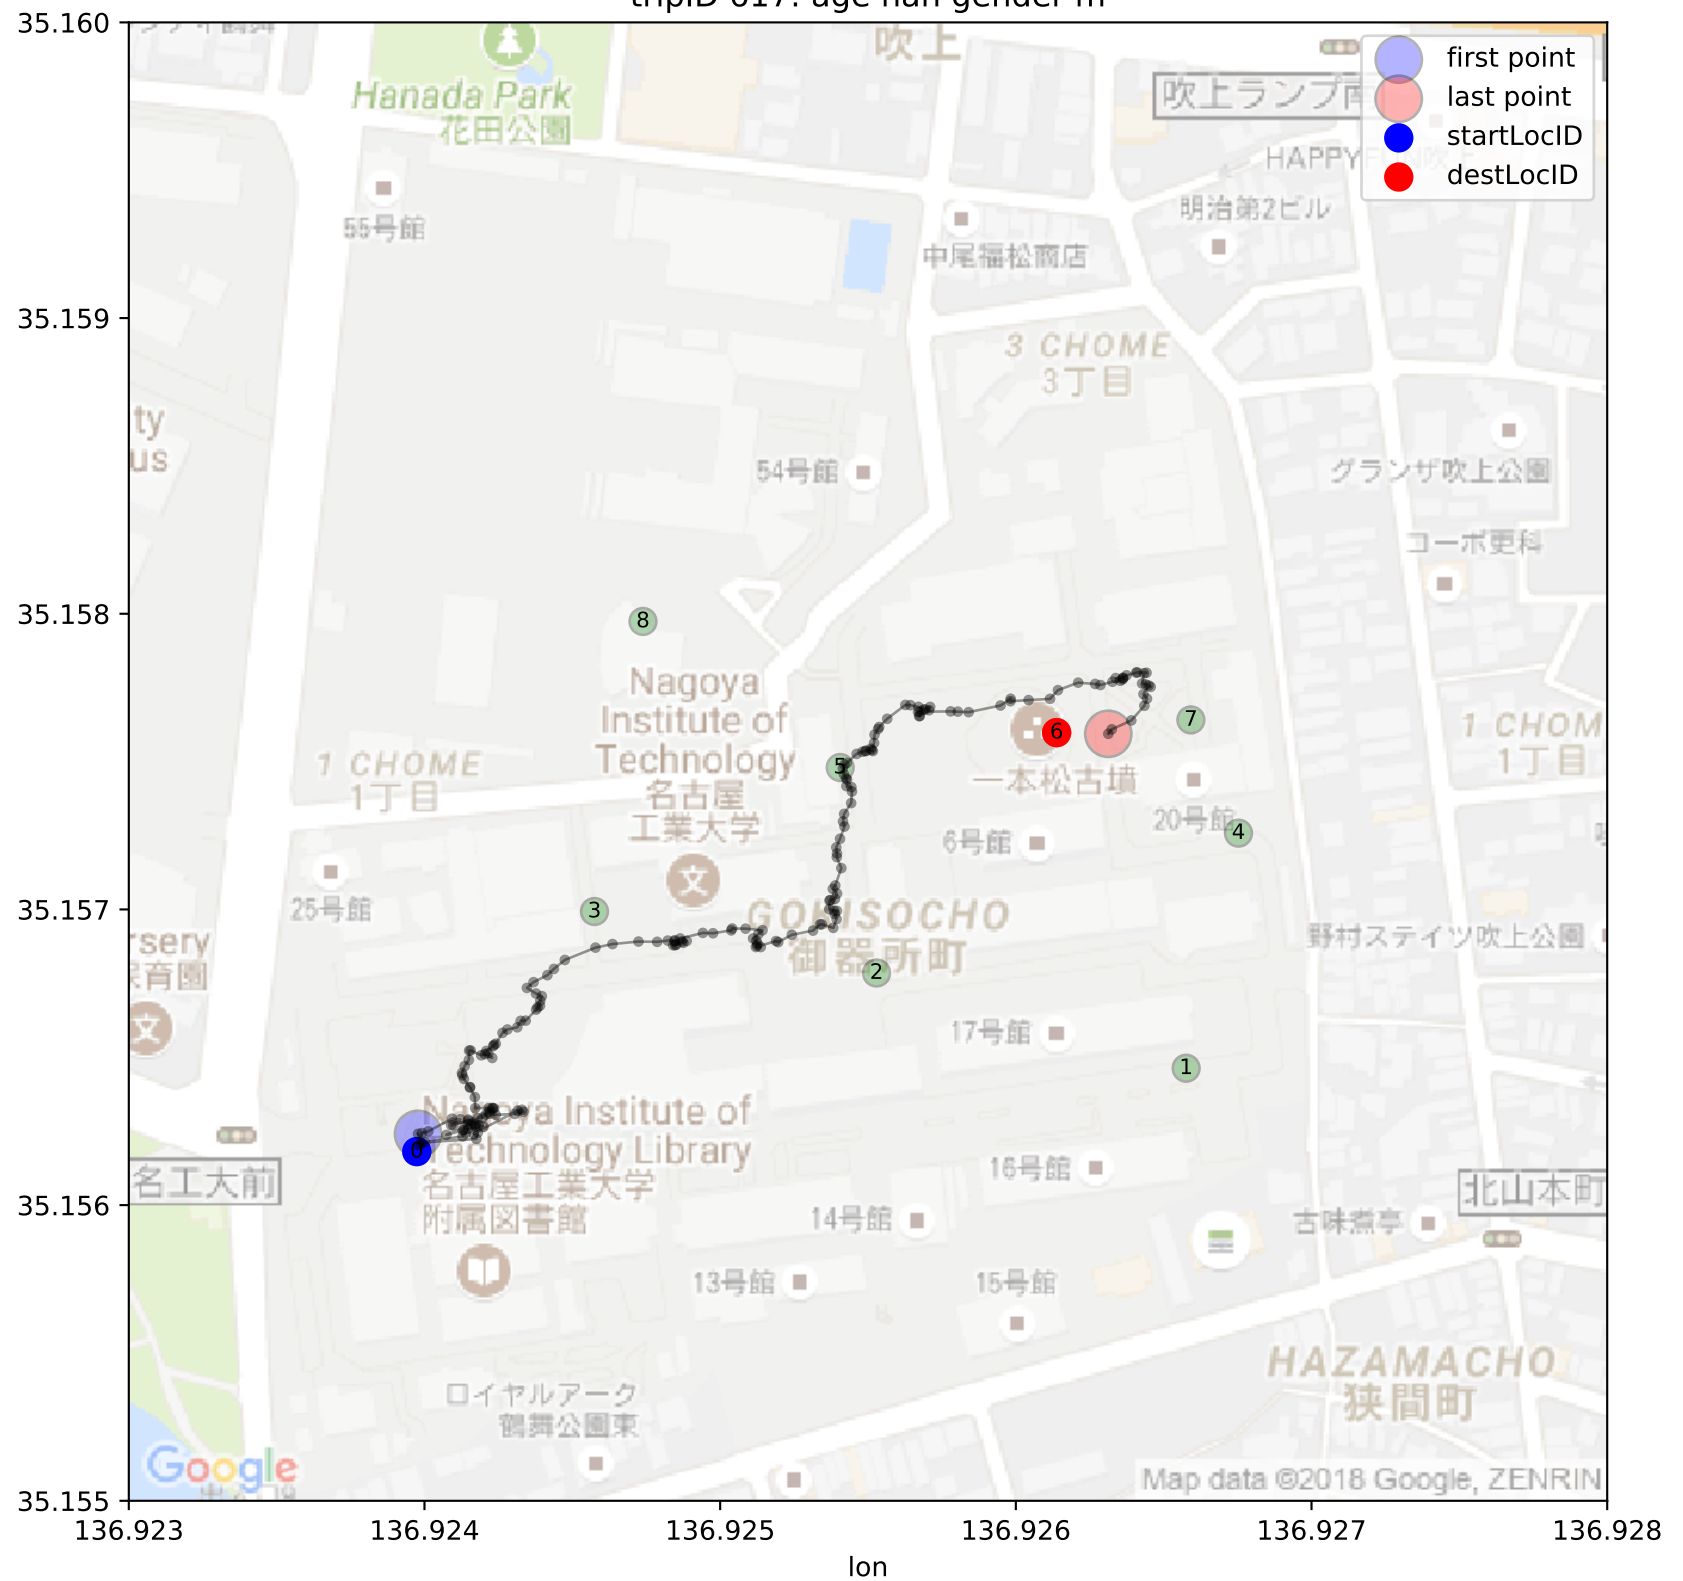 35.160
first point
last point
startLocID
destLocID
吹上
Hanada Park
花田公園
吹上ランプ南
55号館
明治第2ビル
中尾福松商店
35.159
3 CHOME
3丁目
ty
us
54号館
グランザ吹上公園
コーポ更科
35.158
8
Nagoya
Institute of
Technology
名古屋
工業大学
7
6
5
1 CHOME
1丁目
一本松古墳
1 CHOM
1丁目
20号館
4
6号館
35.157
25号館
3
GOKISOCHO
御器所町
2
野村ステイツ吹上公園
rsery
育園
17号館
1
Nagoya Institute of
Technology Library
名古屋工業大学
附属図書館
0
名工大前
16号館
北山本町
35.156
14号館
古味煮亭
13号館
15号館
HAZAMACHO
狭間町
ロイヤルアーク
鶴舞公園東
Google
Map data ©2018 Google, ZENRIN
35.155
136.923
136.924
136.925
136.926
136.927
136.928
lon